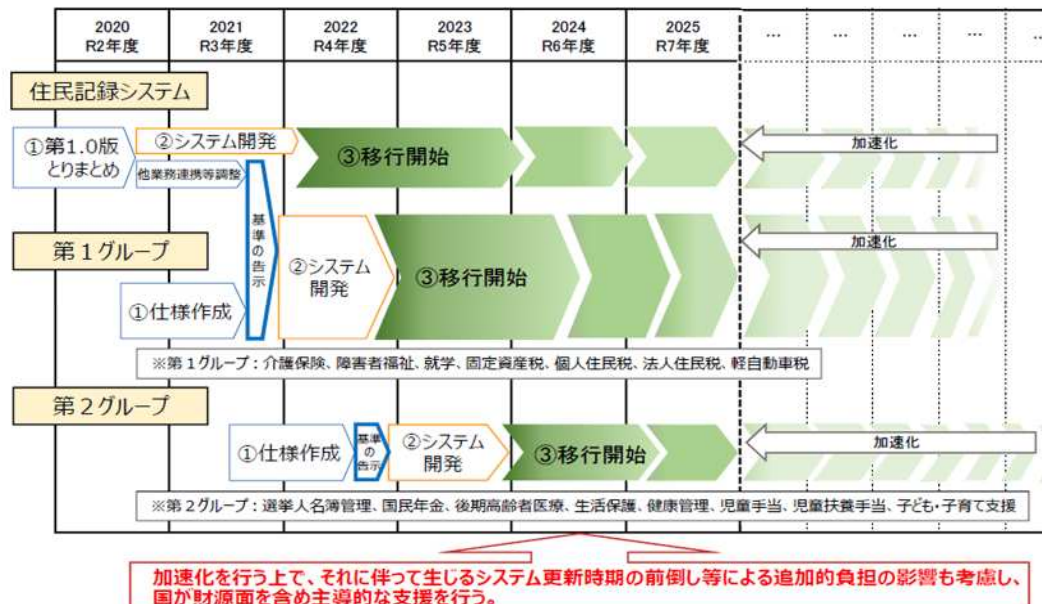 2020
R2年度
2021
R3年度
2022
R4年度
2023
R5年度
2024
R6年度
2025
R7年度
…
…
…
…
…
住民記録システム
①第1.0版
とりまとめ
②システム開発
他業務連携等調整
③移行開始
加速化
基準の告示
第1グループ
①仕様作成
②システム
開発
③移行開始
加速化
※第1グループ：介護保険、障害者福祉、就学、固定資産税、個人住民税、法人住民税、軽自動車税
第2グループ
①仕様作成
基準の告示
②システム
開発
③移行開始
加速化
※第2グループ：選挙人名簿管理、国民年金、後期高齢者医療、生活保護、健康管理、児童手当、児童扶養手当、子ども・子育て支援
加速化を行う上で、それに伴って生じるシステム更新時期の前倒し等による追加的負担の影響も考慮し、
国が財源面を含め主導的な支援を行う。